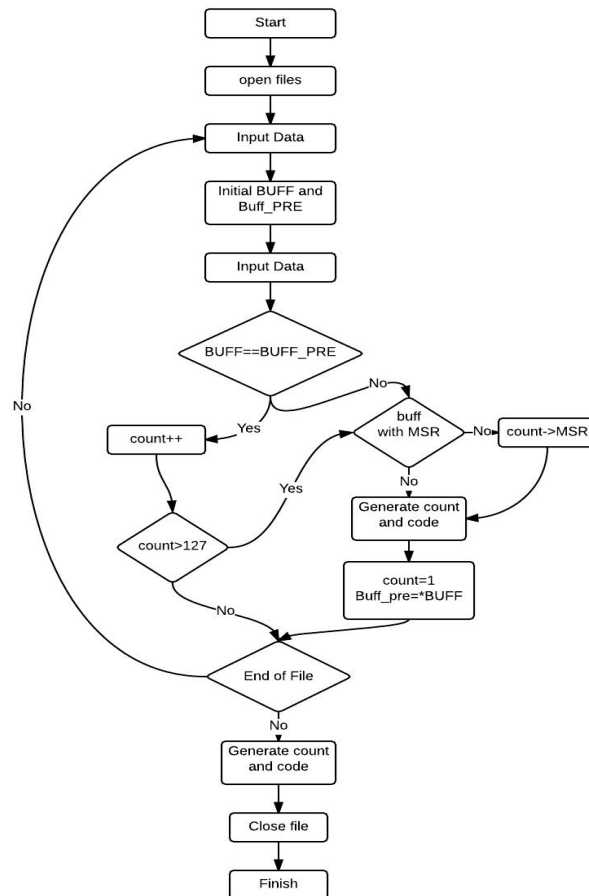 Start
open files
Input Data
Initial BUFF and
Buff_PRE
Input Data
BUFF==BUFF_PRE
No
Yes
count++
buff
with MSR
No
count->MSR
No
Yes
Generate count
and code
count>127
count=1
Buff_pre=*BUFF
No
No
End of File
No
Generate count
and code
Close file
Finish